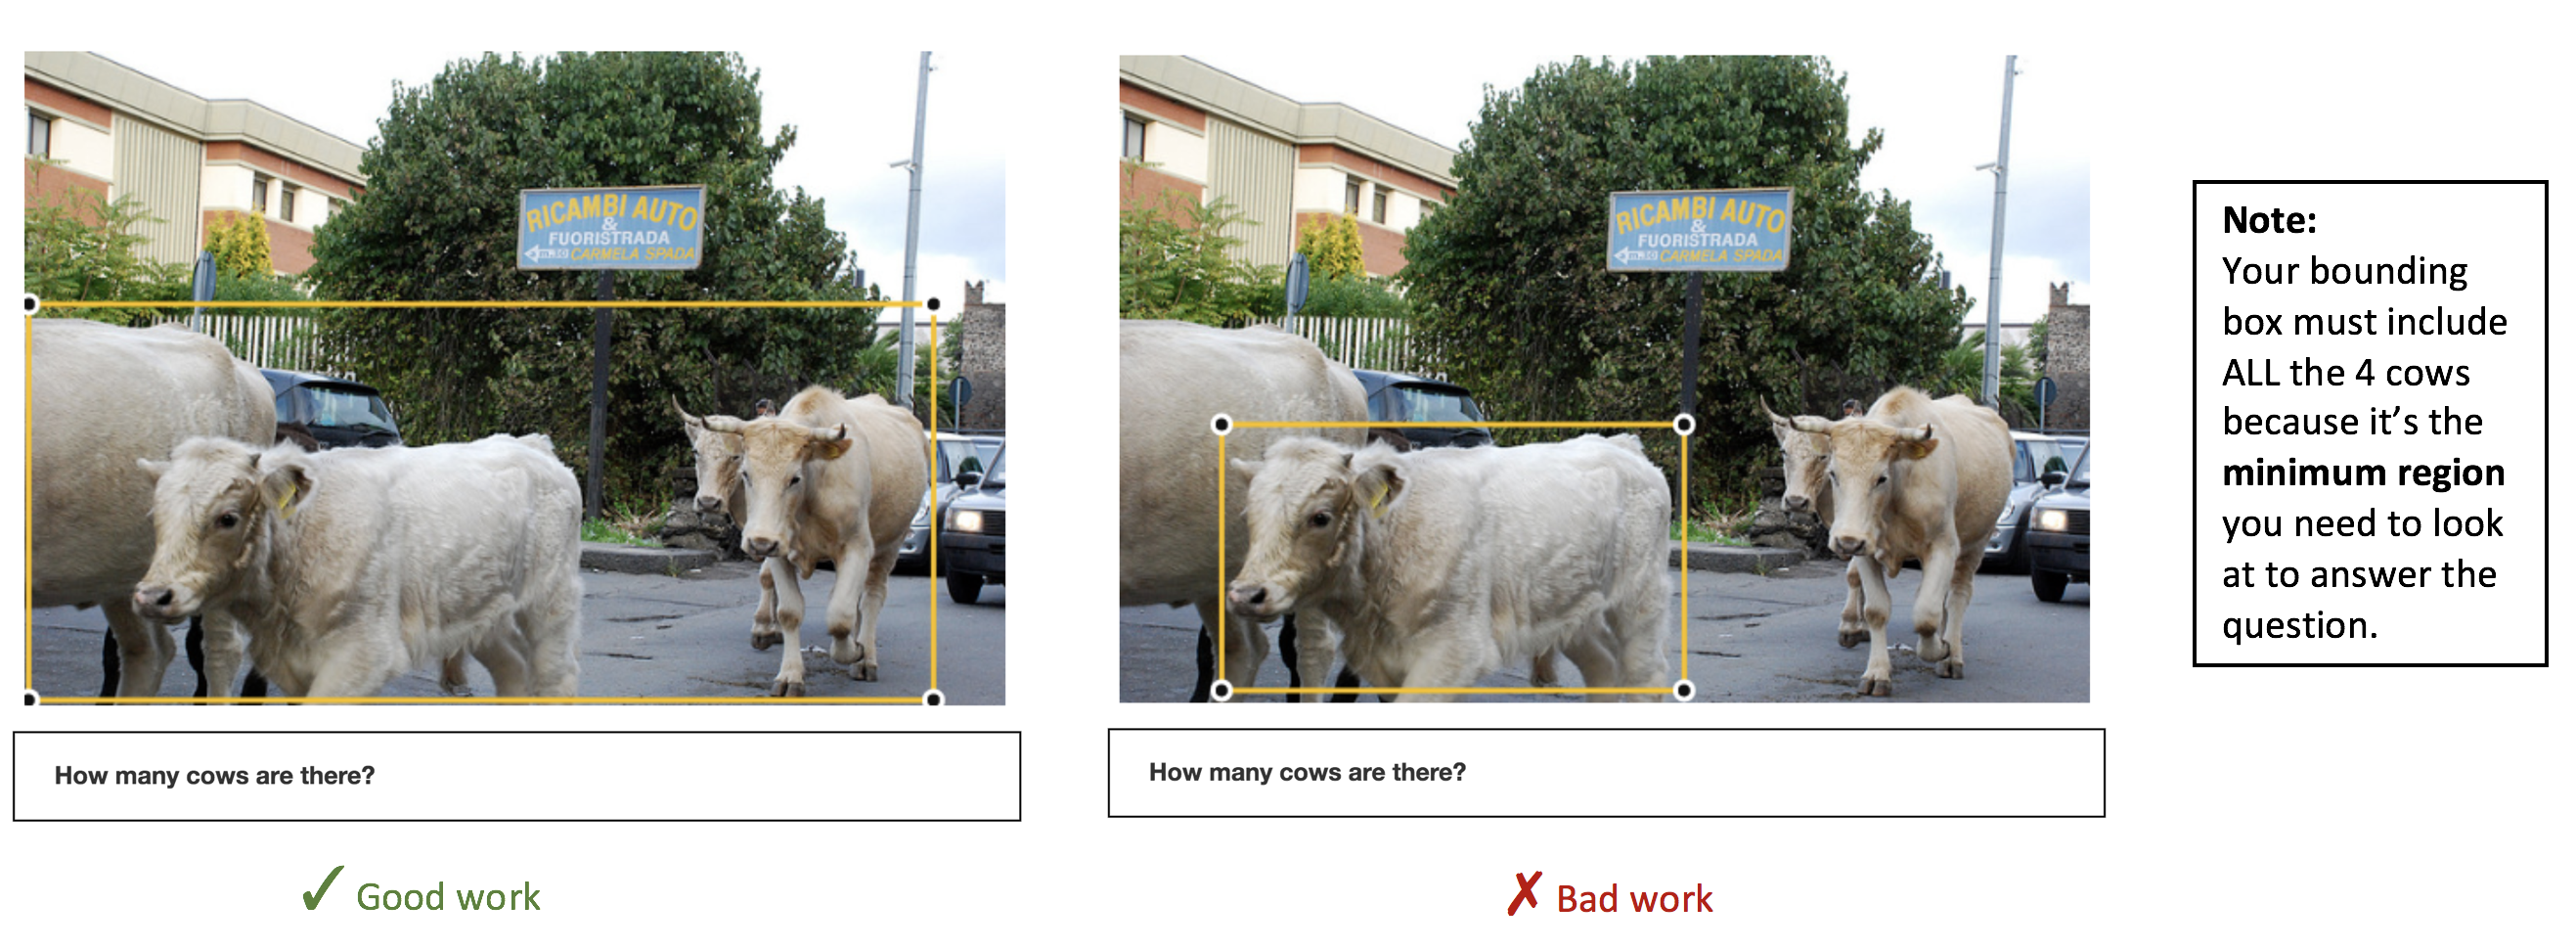 RICAMBI AUTO
&
FUORISTRADA
m.30 CARMELA SPADA
How many cows are there?
✓ Good work
RICAMBI AUTO
&
FUORISTRADA
m.30 CARMELA SPADA
How many cows are there?
✗ Bad work
Note:
Your bounding
box must include
ALL the 4 cows
because it's the
minimum region
you need to look
at to answer the
question.